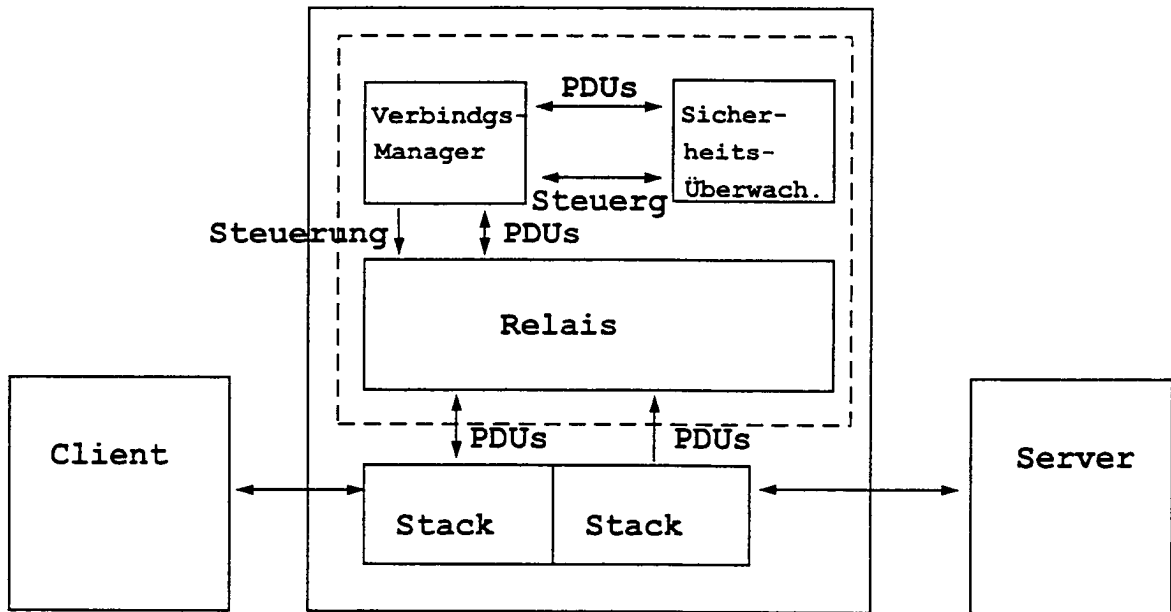 PDUs
Verbindgs-
Manager
Sicher-
heits-
Überwach.
Steuerg
Steuerung
PDUs
Relais
PDUs
PDUs
Client
Server
Stack
Stack